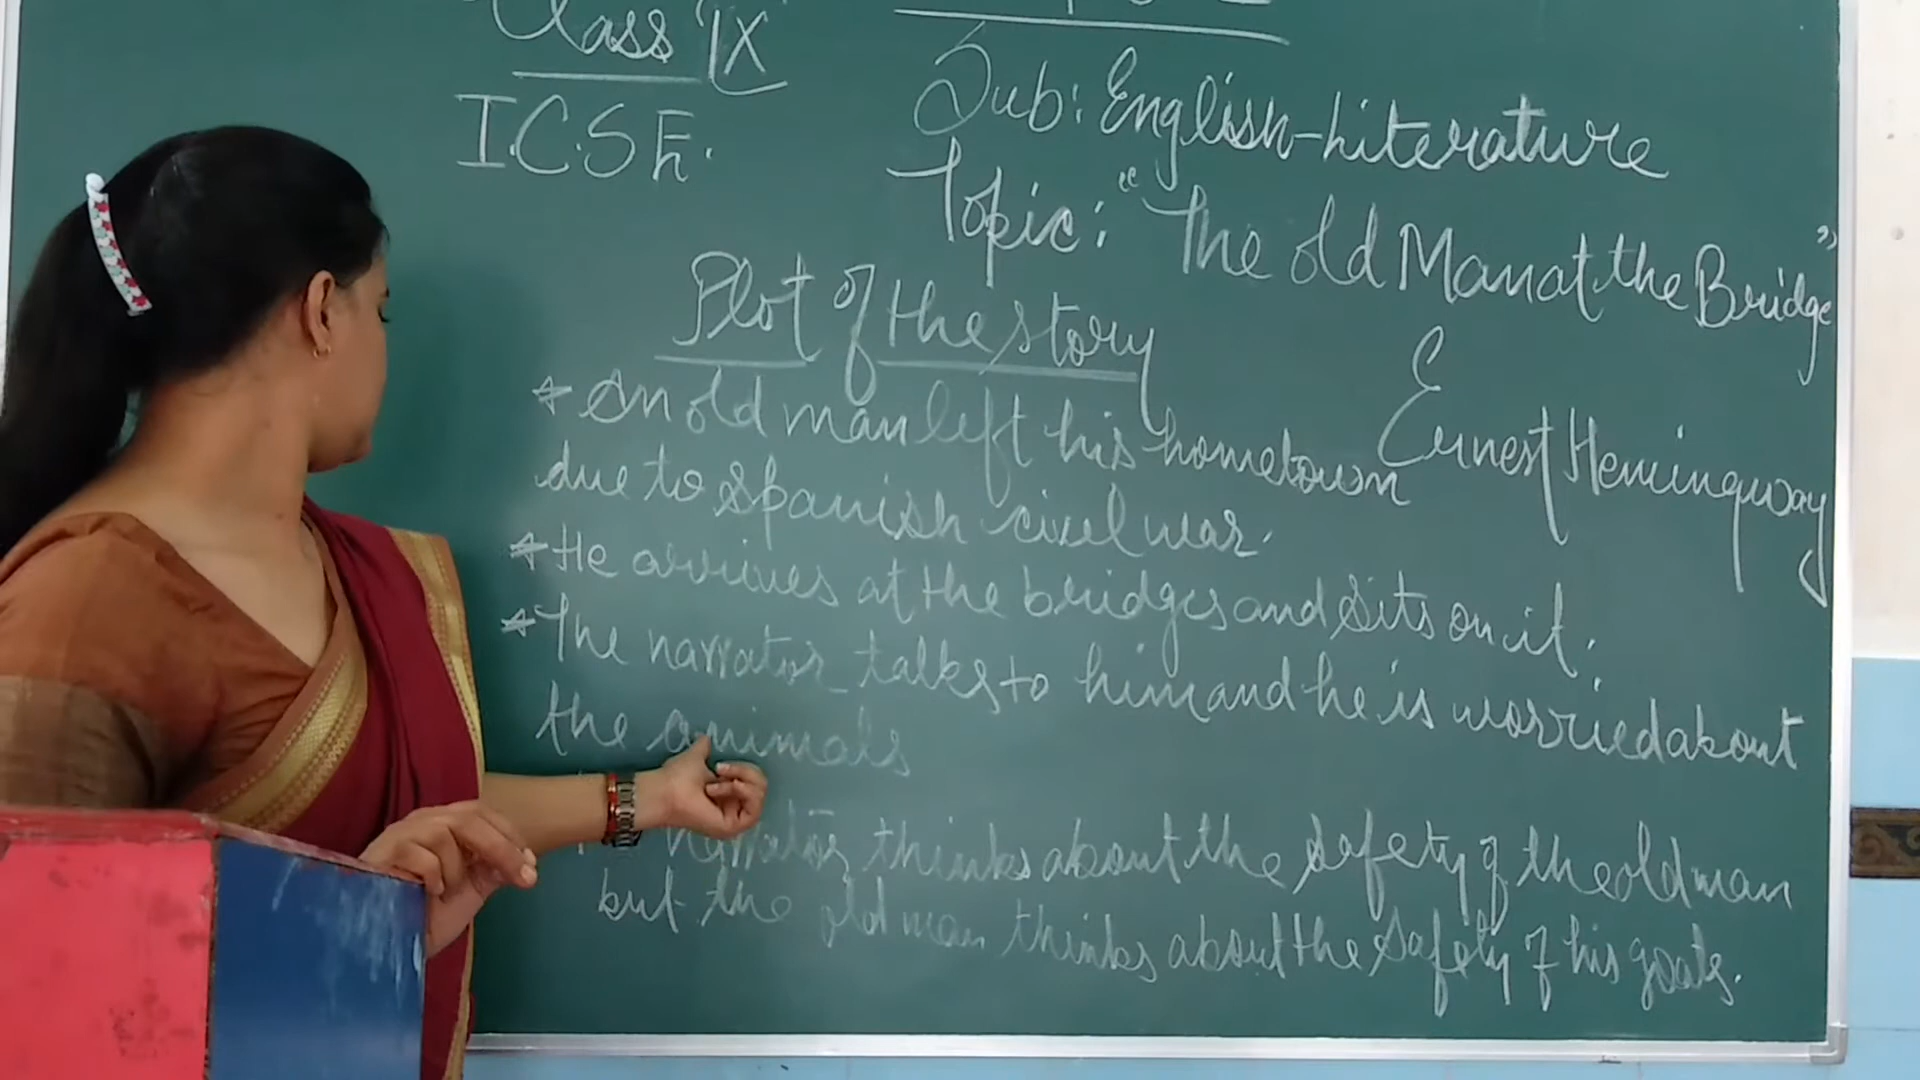 Class IX
I.C.S.E.
Sub: English-Literature
Topic: "The old Man at the Bridge"
Ernest Hemingway
Plot of the story
* An old man left his hometown
due to Spanish civil war.
* He arrives at the bridges and sits on it.
* The narrator talks to him and he is worried about
the animals
narrator thinks about the safety of the old man
but the old man thinks about the safety of his goats.